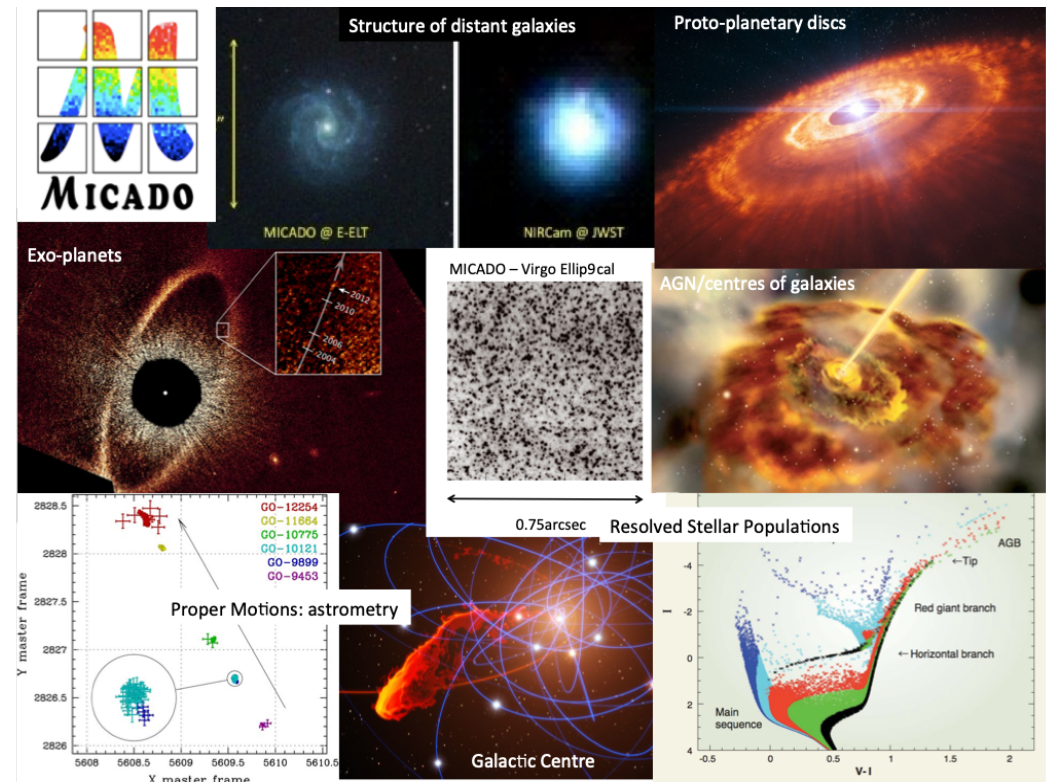 MICADO
Structure of distant galaxies
"
MICADO @ E-ELT
NIRCam @ JWST
Proto-planetary discs
Exo-planets
2012
2010
2006
2004
MICADO – Virgo Ellip9cal
0.75arcsec
AGN/centres of galaxies
2828.5
2828
2827.5
2827
2826.5
2826
Y master frame
GO-12254
GO-11664
GO-10775
GO-10121
GO-9899
GO-9453
Proper Motions: astrometry
5608
5608.5
5609
5609.5
5610
5610.5
X master frame
Galactic Centre
Resolved Stellar Populations
AGB
←Tip
Red giant branch
←Horizontal branch
Main
sequence
I
-4
-2
0
2
4
-0.5
0
0.5
1
1.5
2
V-I